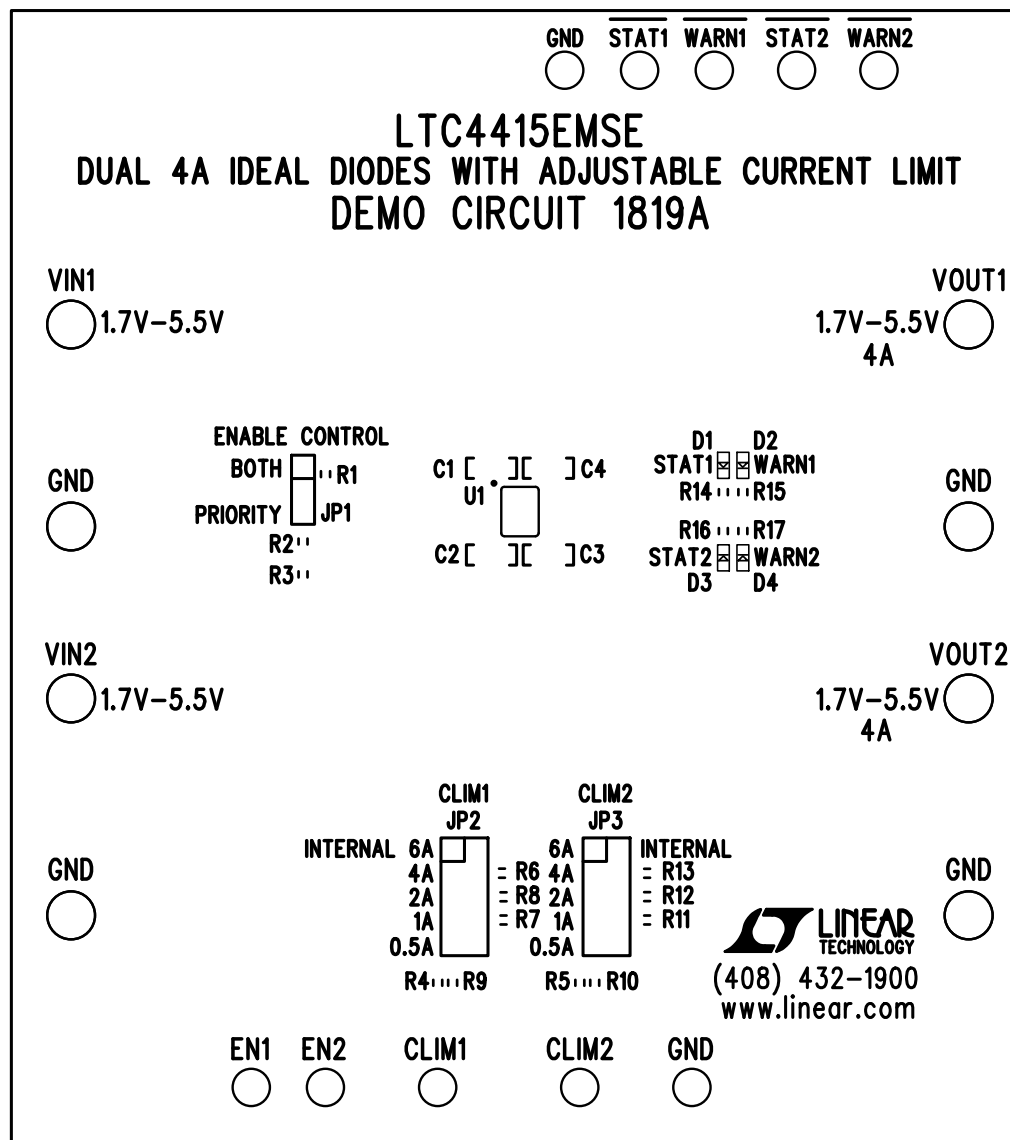 GND STAT1 WARN1 STAT2 WARN2
LTC4415EMSE
DUAL 4A IDEAL DIODES WITH ADJUSTABLE CURRENT LIMIT
DEMO CIRCUIT 1819A
VIN1 VOUT1
1.7V-5.5V 1.7V-5.5V
4A
ENABLE CONTROL D1 D2
BOTH R1 C1 C4 STAT1 WARN1
GND U1 R14 R15 GND
PRIORITY JP1
R2 R16 R17
C2 C3 STAT2 WARN2
R3 D3 D4
VIN2 VOUT2
1.7V-5.5V 1.7V-5.5V
4A
CLIM1 CLIM2
JP2 JP3
INTERNAL 6A 6A INTERNAL
GND 4A R6 4A R13 GND
2A R8 2A R12
1A R7 1A R11
0.5A 0.5A
LINEAR
TECHNOLOGY
R4 R9 R5 R10 (408) 432-1900
www.linear.com
EN1 EN2 CLIM1 CLIM2 GND